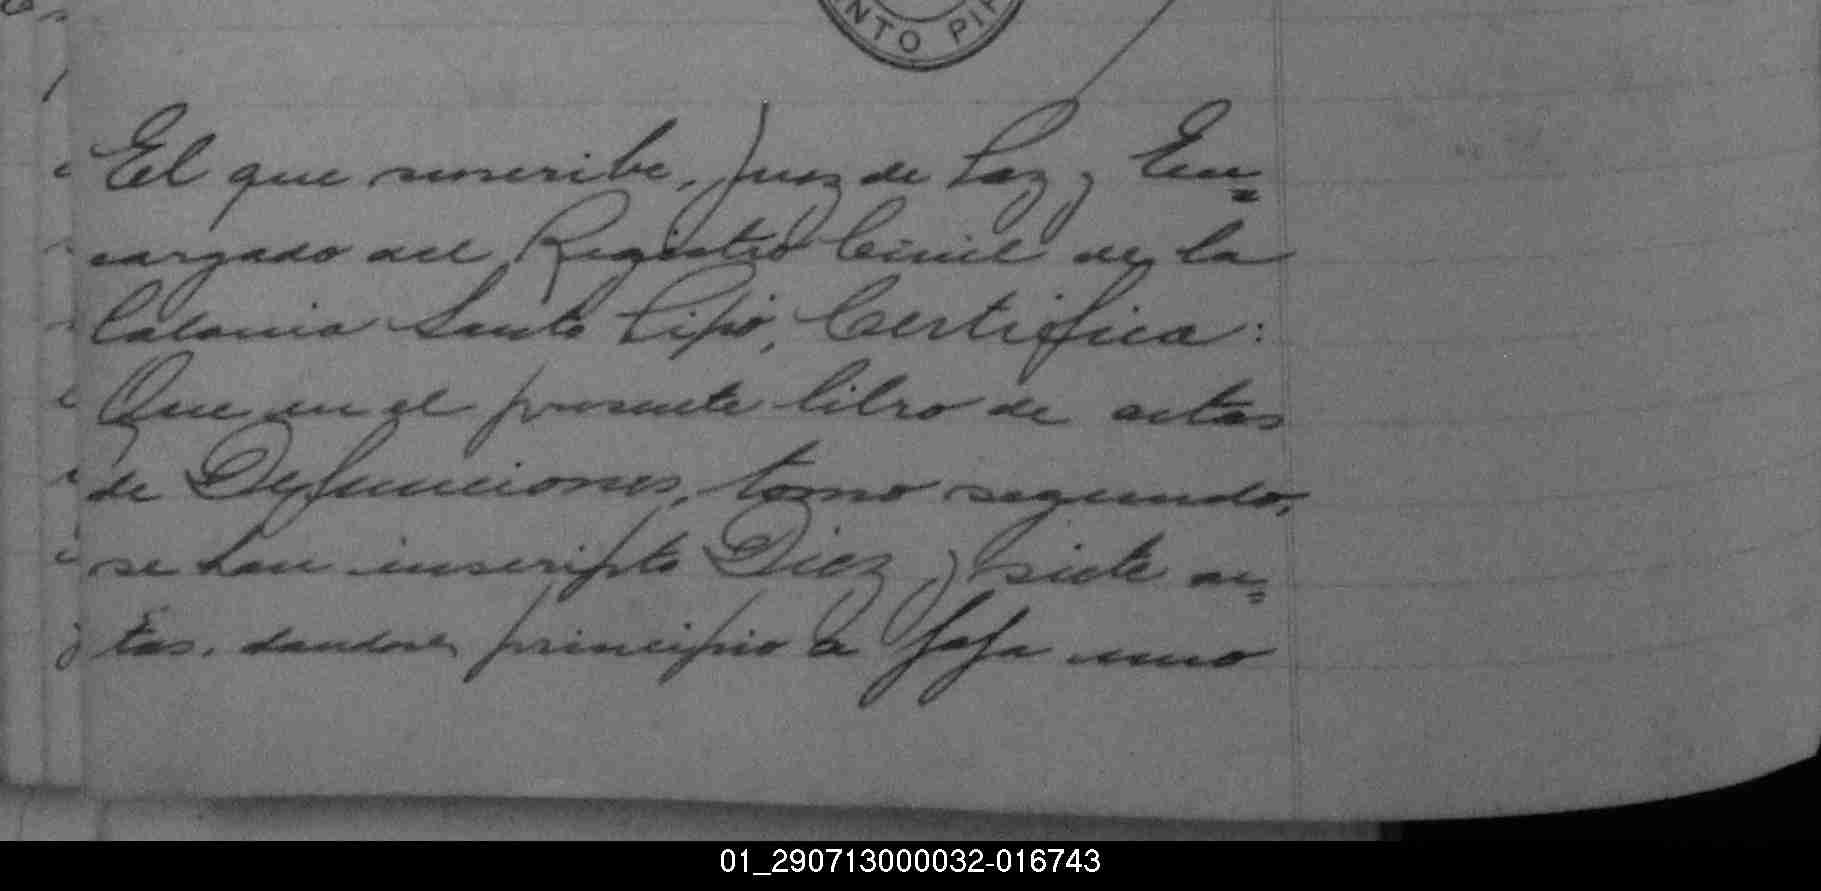 NTO PIP
El que suscribe, Juez de Paz y En=
cargado del Registro Civil de la
Colonia Santo Pipó, Certifica:
Que en el presente libro de actas
de Defunciones, tomo segundo,
se han inscripto Diez y siete ac=
tas. dandose principio a foja uno
01_290713000032-016743